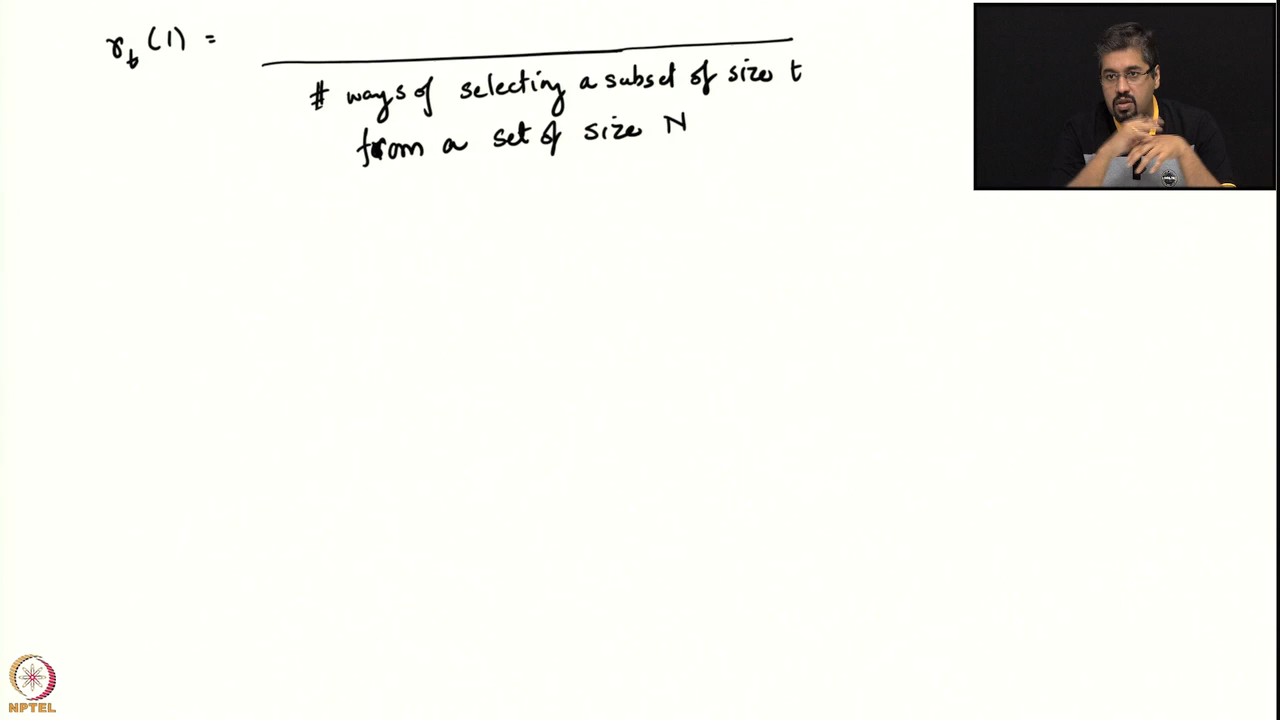 r_t (1) =
# ways of selecting a subset of size t
from a set of size N
NPTEL